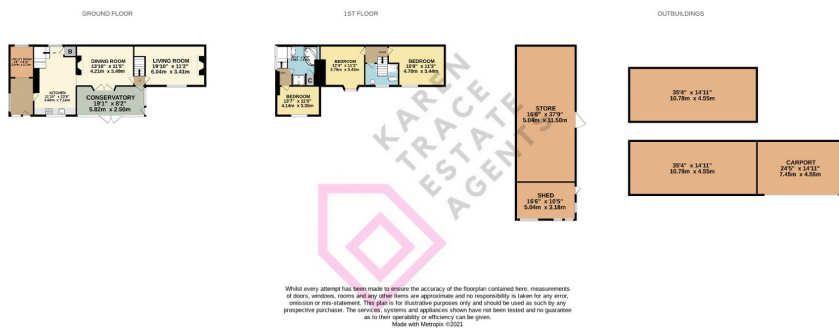 GROUND FLOOR
1ST FLOOR
OUTBUILDINGS
B
DINING ROOM
13'10" x 11'5"
4.21m x 3.49m
LIVING ROOM
19'10" x 11'2"
6.04m x 3.41m
KITCHEN
CONSERVATORY
19'1" x 8'2"
5.82m x 2.50m
BEDROOM
12'4" x 11'3"
3.76m x 3.43m
BEDROOM
15'5" x 11'3"
4.70m x 3.44m
C
BEDROOM
13'7" x 11'0"
4.14m x 3.36m
STORE
16'6" x 37'9"
5.04m x 11.50m
SHED
16'6" x 10'5"
5.04m x 3.18m
35'4" x 14'11"
10.78m x 4.55m
35'4" x 14'11"
10.78m x 4.55m
CARPORT
24'5" x 14'11"
7.45m x 4.55m
KAREN
TRACE
ESTATE
AGENTS
Whilst every attempt has been made to ensure the accuracy of the floorplan contained here, measurements
of doors, windows, rooms and any other items are approximate and no responsibility is taken for any error,
omission or mis-statement. This plan is for illustrative purposes only and should be used as such by any
prospective purchaser. The services, systems and appliances shown have not been tested and no guarantee
as to their operability or efficiency can be given.
Made with Metropix ©2021